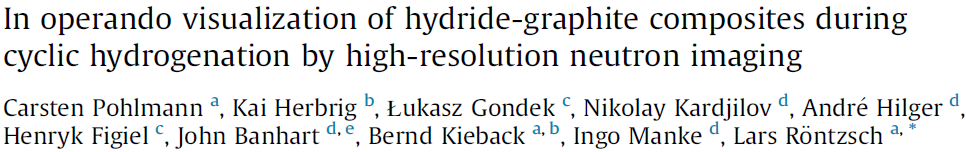 In operando visualization of hydride-graphite composites during
cyclic hydrogenation by high-resolution neutron imaging
Carsten Pohlmann a, Kai Herbrig b, Łukasz Gondek c, Nikolay Kardjilov d, André Hilger d,
Henryk Figiel c, John Banhart d, e, Bernd Kieback a, b, Ingo Manke d, Lars Röntzsch a, *